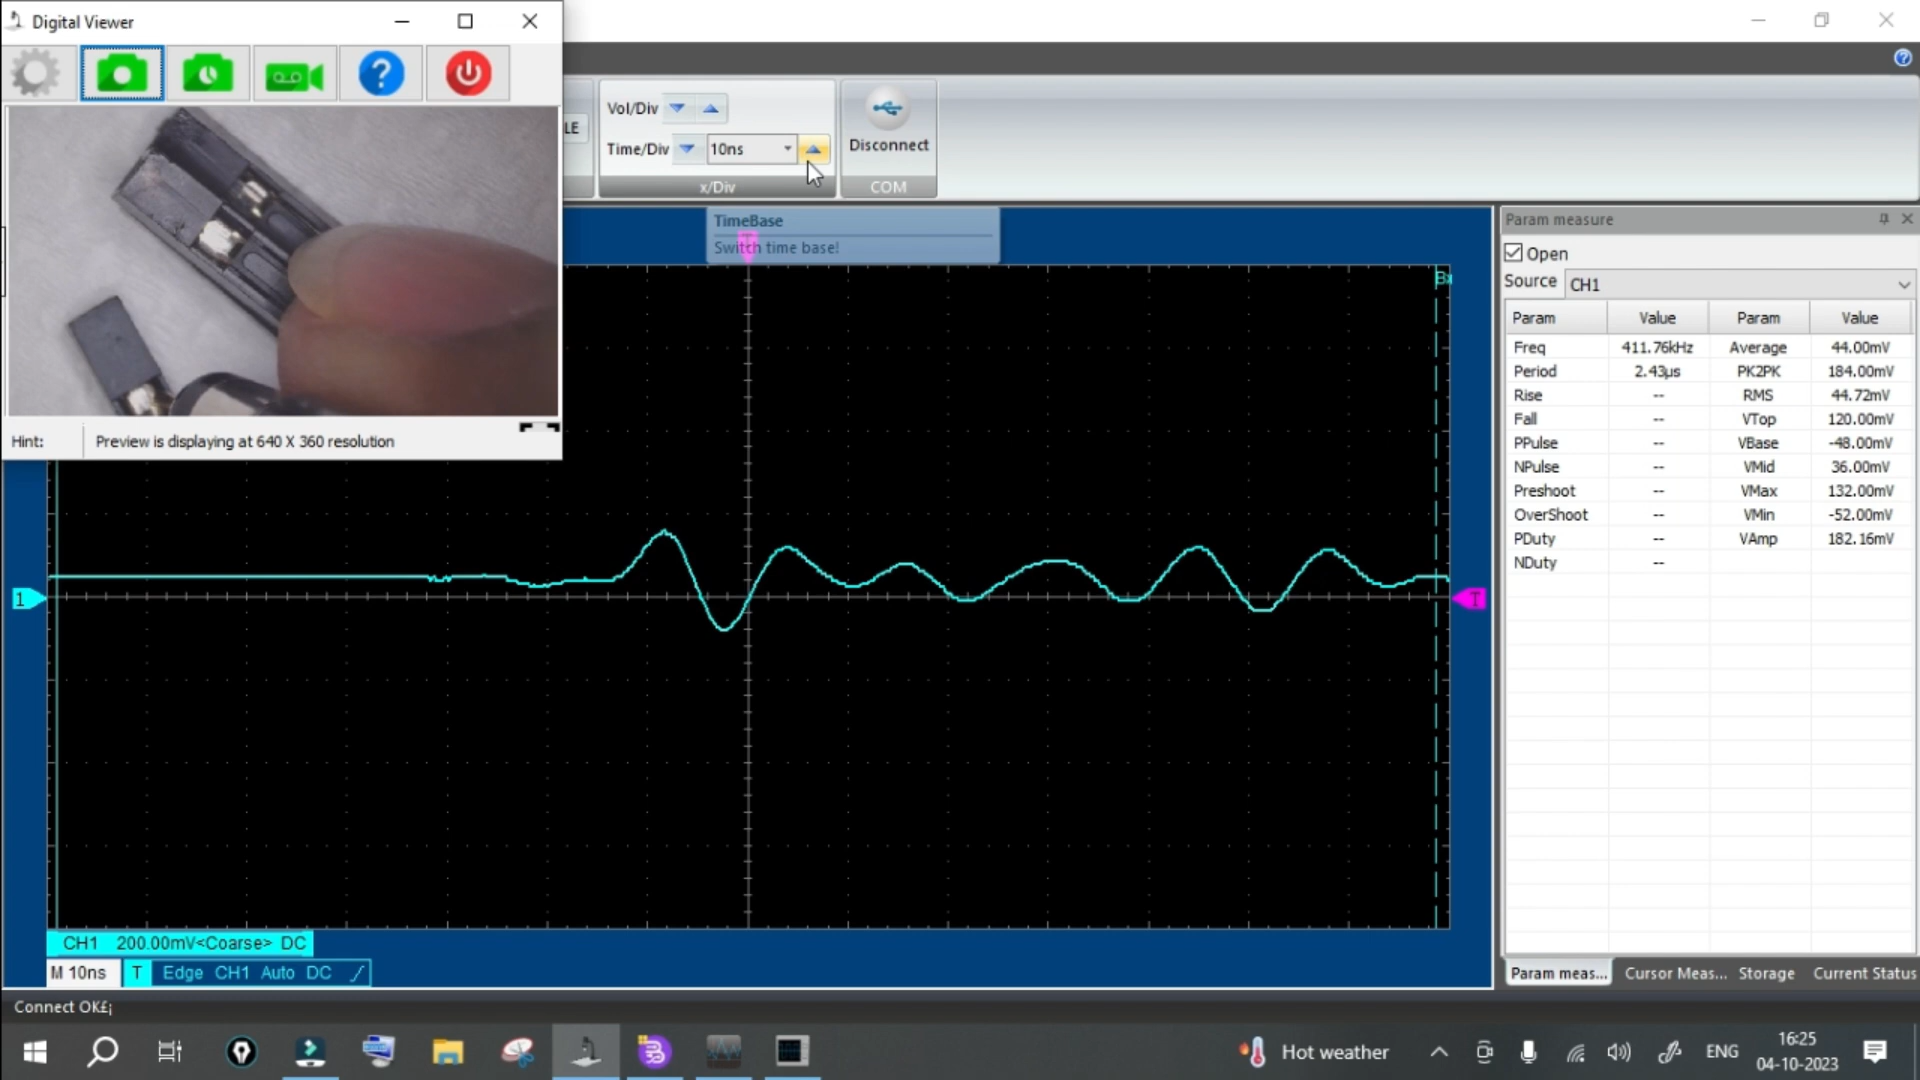 Digital Viewer
?
Hint:
Preview is displaying at 640 X 360 resolution
LE
Vol/Div
Time/Div
10ns
x/Div
Disconnect
COM
?
TimeBase
Switch time base!
T
1
T
CH1 200.00mV<Coarse> DC
M 10ns
T
Edge CH1 Auto DC
Param measure
Open
Source
CH1
Param Value Param Value
Freq 411.76kHz Average 44.00mV
Period 2.43µs PK2PK 184.00mV
Rise -- RMS 44.72mV
Fall -- VTop 120.00mV
PPulse -- VBase -48.00mV
NPulse -- VMid 36.00mV
Preshoot -- VMax 132.00mV
OverShoot -- VMin -52.00mV
PDuty -- VAmp 182.16mV
NDuty --
Param meas...
Cursor Meas...
Storage
Current Status
Connect OK£¡
Hot weather
ENG
16:25
04-10-2023